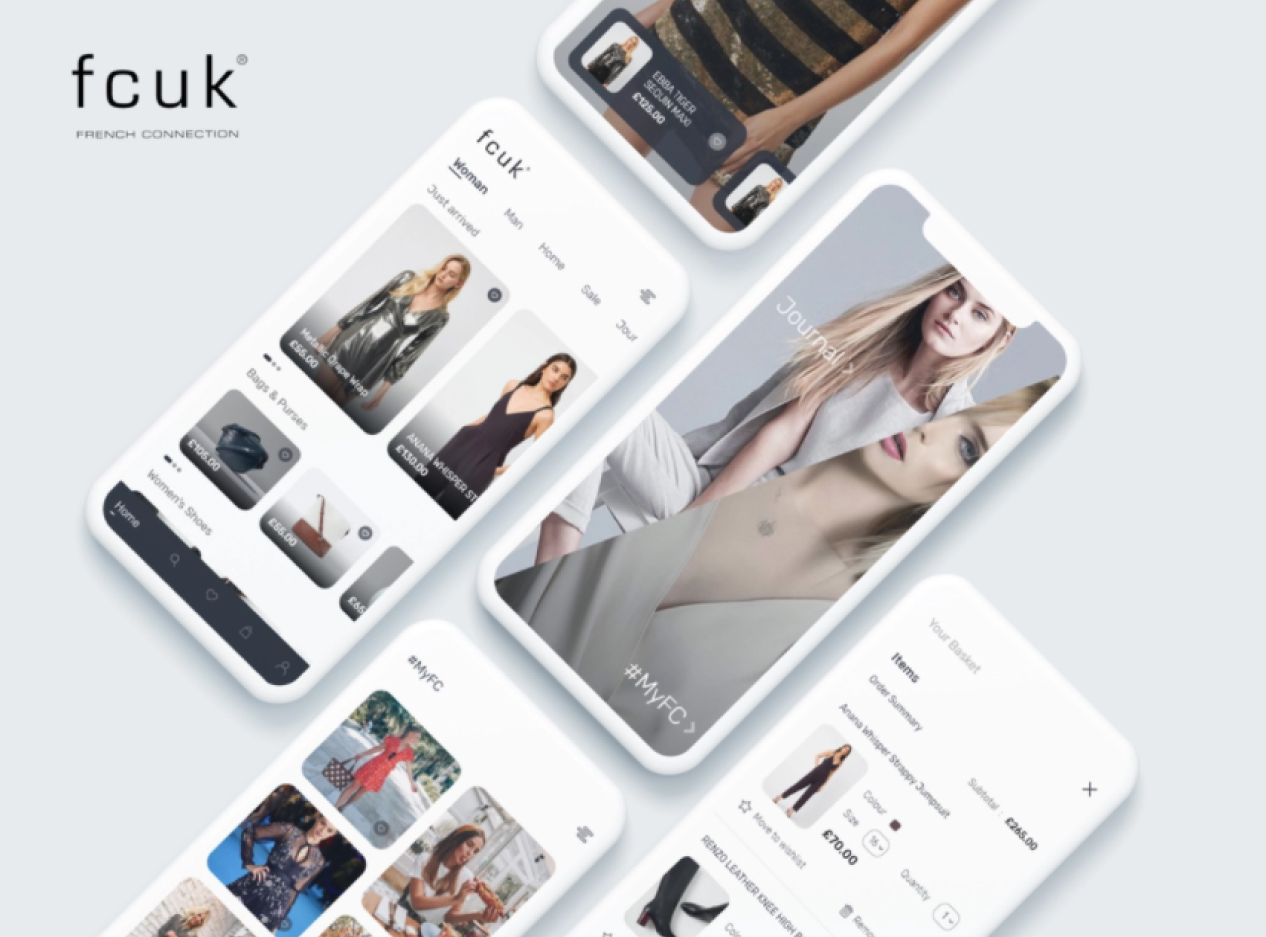 fcuk®
FRENCH CONNECTION
EBBA TIGER
SEQUIN MAXI
£125.00
fcuk®
Woman
Man
Home
Sale
Jour
Just arrived
Metallic Drape Wrap
£55.00
ANANA WHISPER ST
£130.00
Bags & Purses
£105.00
£55.00
Women's Shoes
Home
Journal >
#MyFC >
#MyFC
Your Basket
Items
Order Summary
Subtotal : £265.00
Anana Whisper Strappy Jumpsuit
Colour
Size 16
Quantity 1
£70.00
Move to wishlist
RENZO LEATHER KNEE HIGH